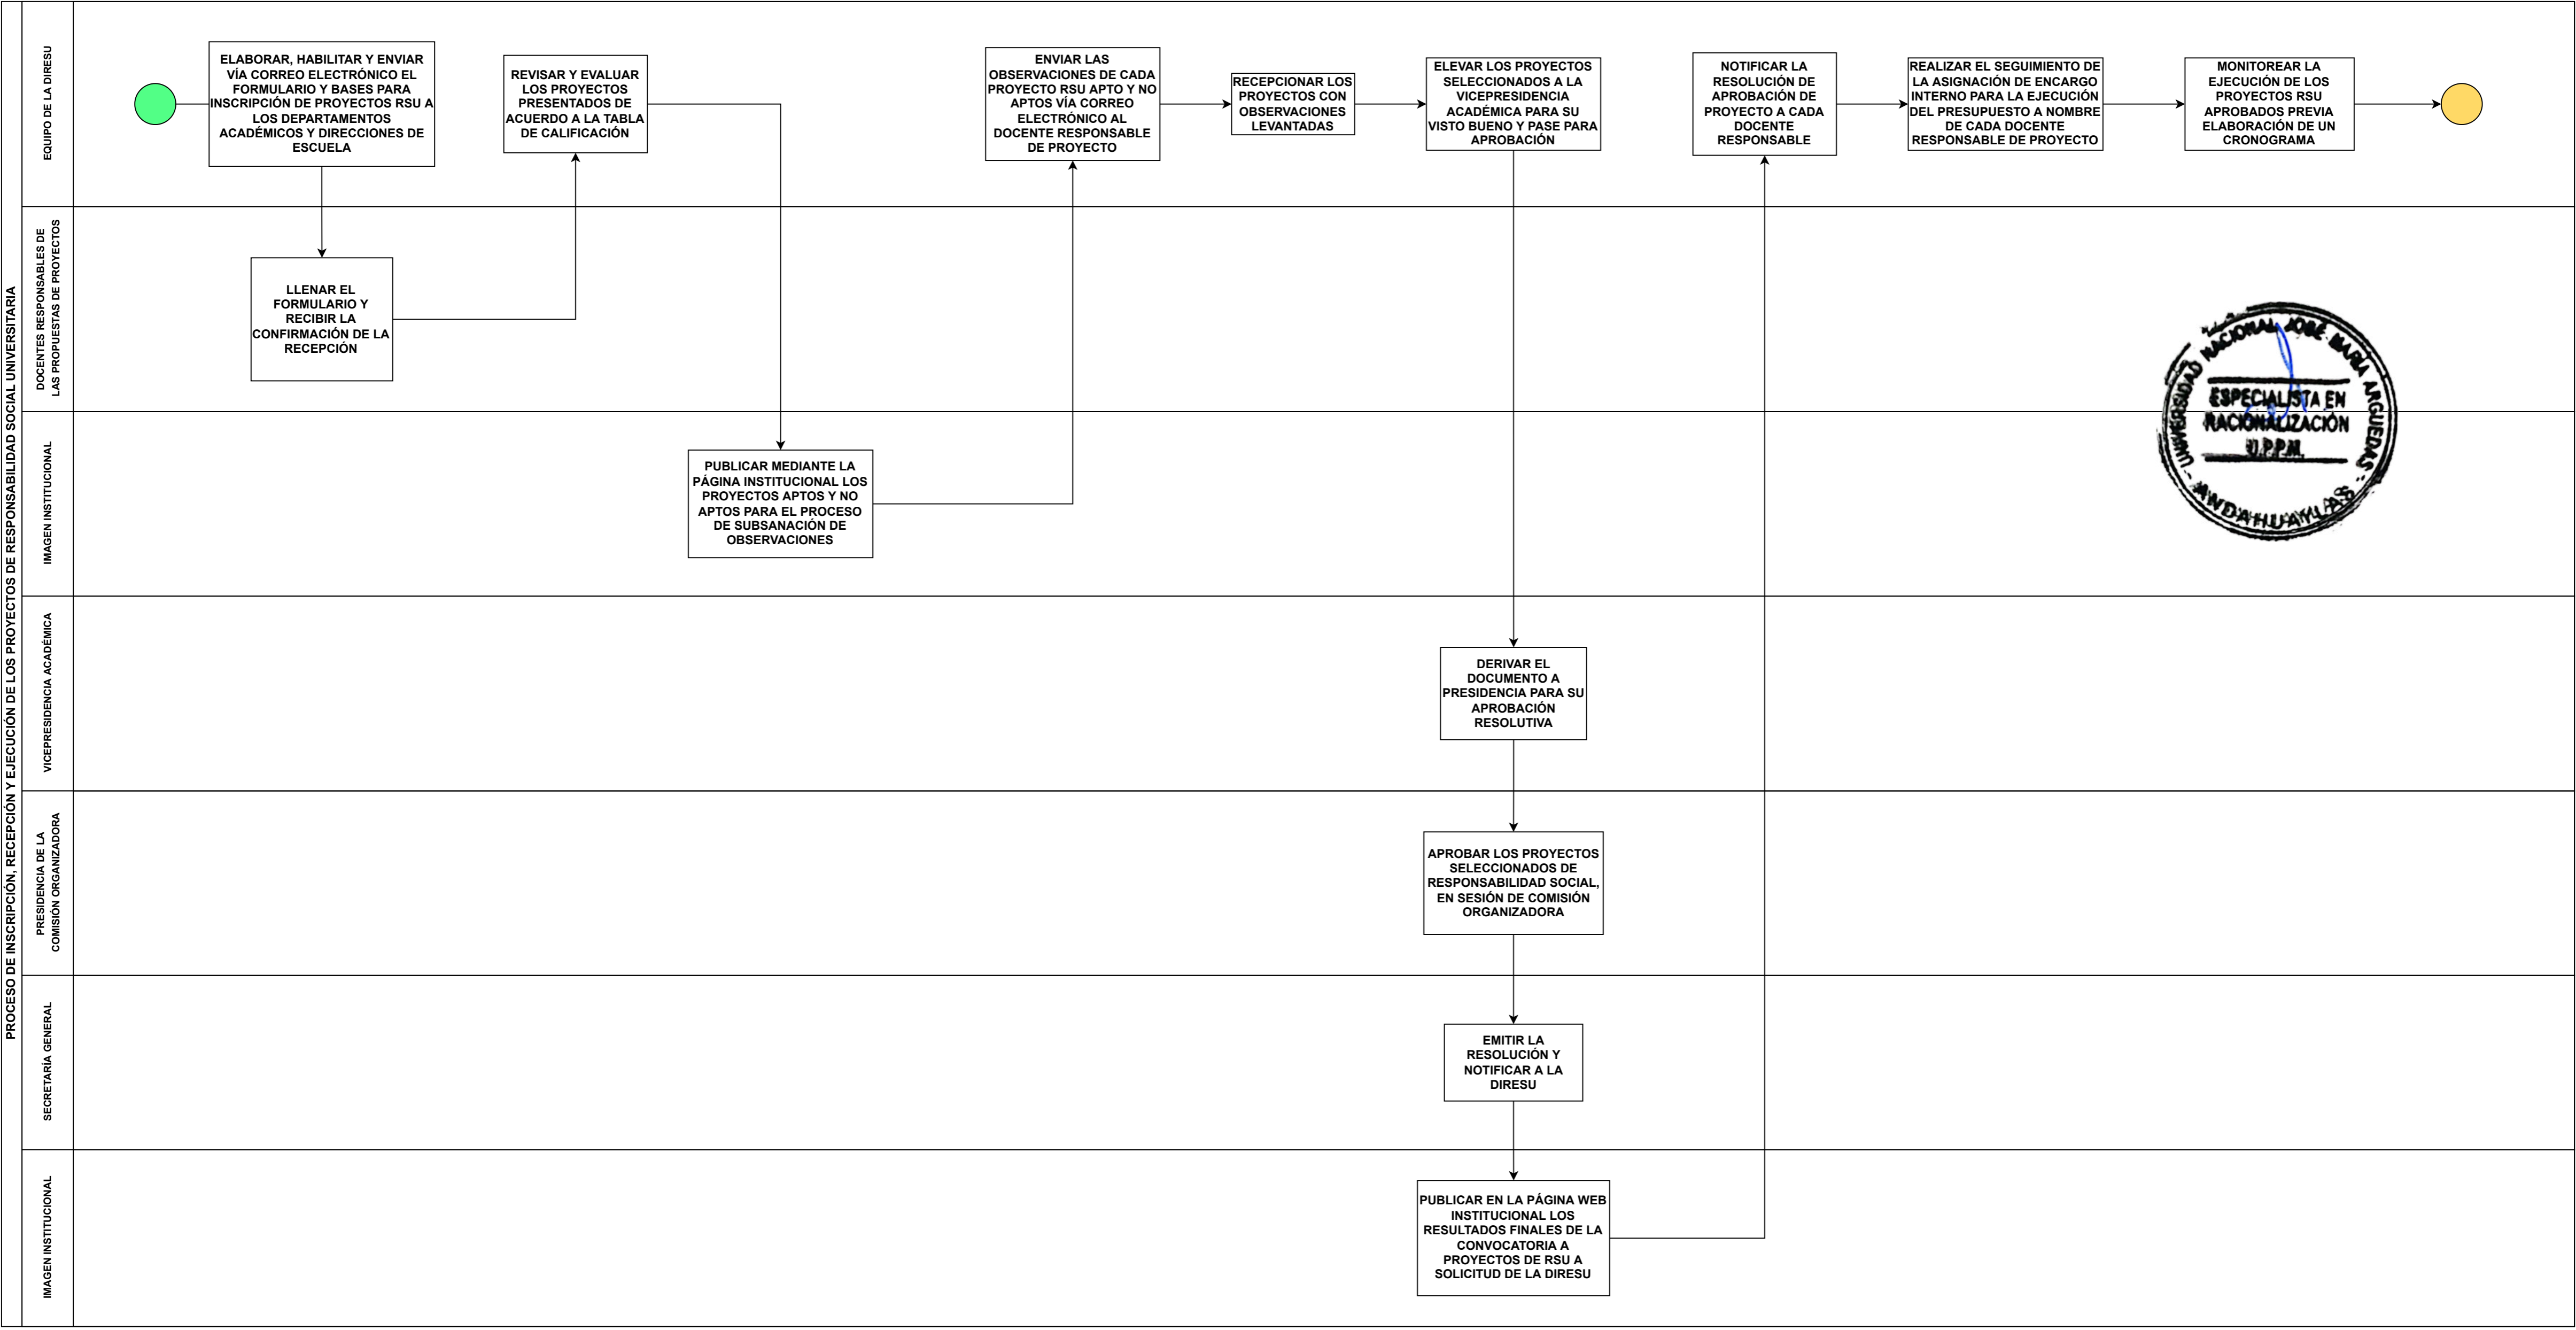 PROCESO DE INSCRIPCIÓN, RECEPCIÓN Y EJECUCIÓN DE LOS PROYECTOS DE RESPONSABILIDAD SOCIAL UNIVERSITARIA
EQUIPO DE LA DIRESU
ELABORAR, HABILITAR Y ENVIAR
VÍA CORREO ELECTRÓNICO EL
FORMULARIO Y BASES PARA
INSCRIPCIÓN DE PROYECTOS RSU A
LOS DEPARTAMENTOS
ACADÉMICOS Y DIRECCIONES DE
ESCUELA
REVISAR Y EVALUAR
LOS PROYECTOS
PRESENTADOS DE
ACUERDO A LA TABLA
DE CALIFICACIÓN
ENVIAR LAS
OBSERVACIONES DE CADA
PROYECTO RSU APTO Y NO
APTOS VÍA CORREO
ELECTRÓNICO AL
DOCENTE RESPONSABLE
DE PROYECTO
RECEPCIONAR LOS
PROYECTOS CON
OBSERVACIONES
LEVANTADAS
ELEVAR LOS PROYECTOS
SELECCIONADOS A LA
VICEPRESIDENCIA
ACADÉMICA PARA SU
VISTO BUENO Y PASE PARA
APROBACIÓN
NOTIFICAR LA
RESOLUCIÓN DE
APROBACIÓN DE
PROYECTO A CADA
DOCENTE
RESPONSABLE
REALIZAR EL SEGUIMIENTO DE
LA ASIGNACIÓN DE ENCARGO
INTERNO PARA LA EJECUCIÓN
DEL PRESUPUESTO A NOMBRE
DE CADA DOCENTE
RESPONSABLE DE PROYECTO
MONITOREAR LA
EJECUCIÓN DE LOS
PROYECTOS RSU
APROBADOS PREVIA
ELABORACIÓN DE UN
CRONOGRAMA
DOCENTES RESPONSABLES DE
LAS PROPUESTAS DE PROYECTOS
LLENAR EL
FORMULARIO Y
RECIBIR LA
CONFIRMACIÓN DE LA
RECEPCIÓN
UNIVERSIDAD NACIONAL JOSÉ MARÍA ARGUEDAS
ESPECIALISTA EN
RACIONALIZACIÓN
U.P.P.M.
- ANDAHUAYLAS -
IMAGEN INSTITUCIONAL
PUBLICAR MEDIANTE LA
PÁGINA INSTITUCIONAL LOS
PROYECTOS APTOS Y NO
APTOS PARA EL PROCESO
DE SUBSANACIÓN DE
OBSERVACIONES
VICEPRESIDENCIA ACADÉMICA
DERIVAR EL
DOCUMENTO A
PRESIDENCIA PARA SU
APROBACIÓN
RESOLUTIVA
PRESIDENCIA DE LA
COMISIÓN ORGANIZADORA
APROBAR LOS PROYECTOS
SELECCIONADOS DE
RESPONSABILIDAD SOCIAL,
EN SESIÓN DE COMISIÓN
ORGANIZADORA
SECRETARÍA GENERAL
EMITIR LA
RESOLUCIÓN Y
NOTIFICAR A LA
DIRESU
IMAGEN INSTITUCIONAL
PUBLICAR EN LA PÁGINA WEB
INSTITUCIONAL LOS
RESULTADOS FINALES DE LA
CONVOCATORIA A
PROYECTOS DE RSU A
SOLICITUD DE LA DIRESU